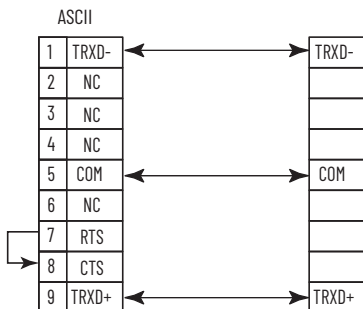 ASCII
1 TRXD- TRXD-
2 NC
3 NC
4 NC
5 COM COM
6 NC
7 RTS
8 CTS
9 TRXD+ TRXD+